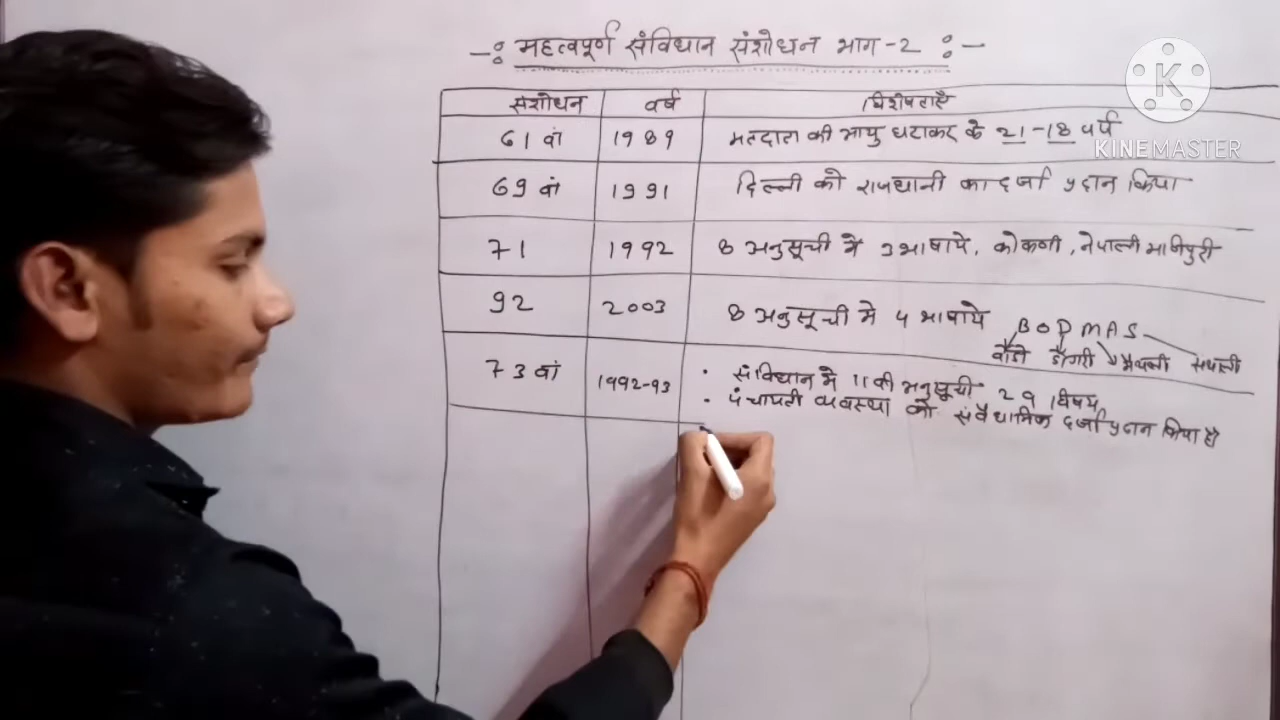 -: महत्वपूर्ण संविधान संशोधन भाग-2 :-
संशोधन वर्ष विशेषताऐं
61 वां 1989 मतदाता की आयु घटाकर के 21-18 वर्ष
69 वां 1991 दिल्ली को राजधानी का दर्जा प्रदान किया
71 1992 8 अनुसूची में 3 भाषाये, कोकणी, नेपाली मणिपुरी
92 2003 8 अनुसूची मे 4 भाषाये BODMAS
बोडो डोगरी मैथली संथाली
73 वां 1992-93 • संविधान मे 11 वी अनुसूची 29 विषय
• पंचायती व्यवस्था को संवैधानिक दर्जा प्रदान किया है
K
KINEMASTER